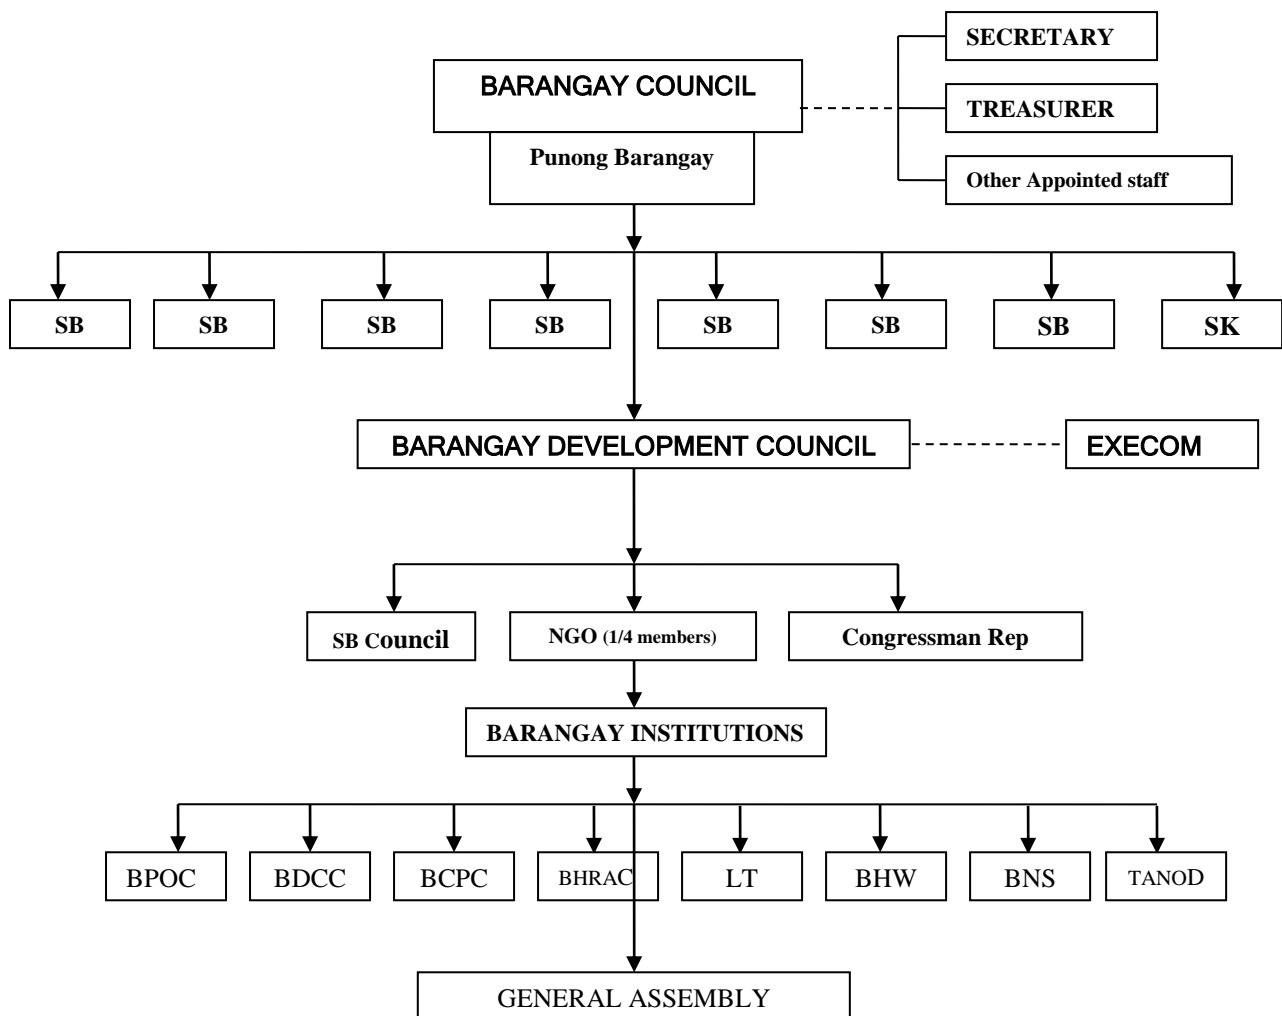 SECRETARY
BARANGAY COUNCIL
TREASURER
Punong Barangay
Other Appointed staff
SB
SB
SB
SB
SB
SB
SB
SK
BARANGAY DEVELOPMENT COUNCIL
EXECOM
SB Council
NGO (1/4 members)
Congressman Rep
BARANGAY INSTITUTIONS
BPOC
BDCC
BCPC
BHRAC
LT
BHW
BNS
TANOD
GENERAL ASSEMBLY